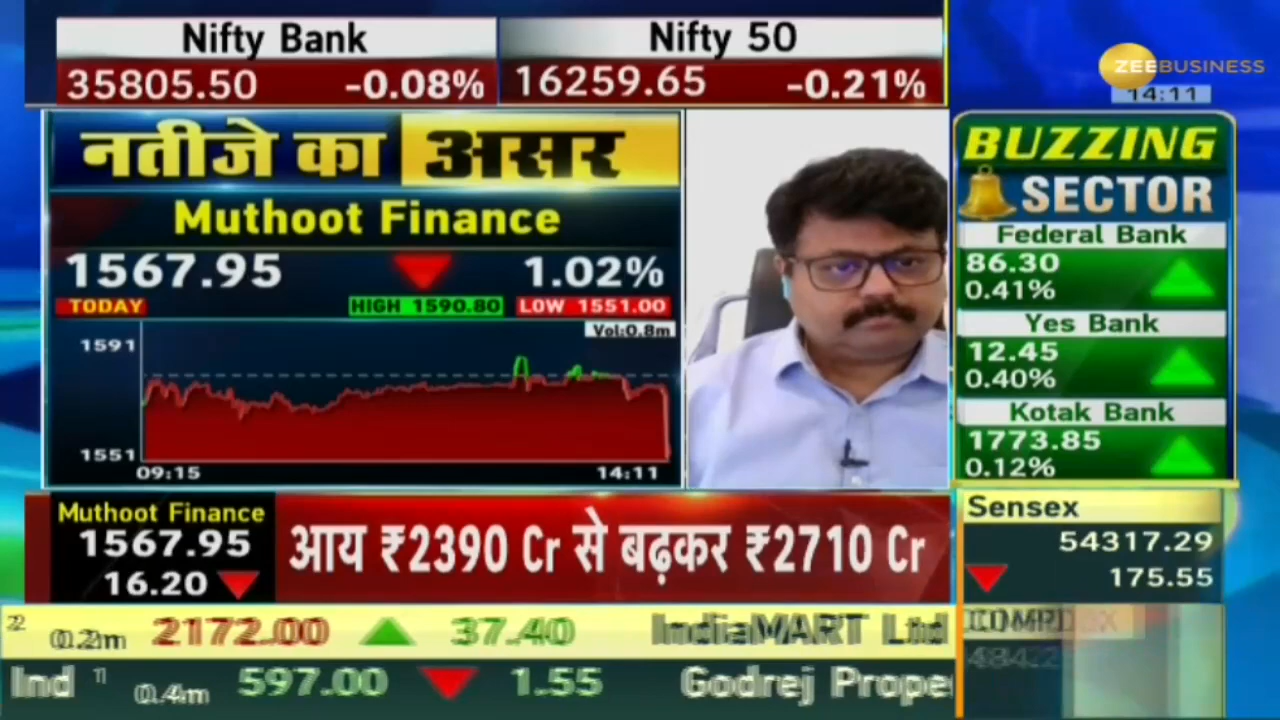 Nifty Bank
35805.50 -0.08%
Nifty 50
16259.65 -0.21%
ZEEBUSINESS
14:11
नतीजे का असर
Muthoot Finance
1567.95 1.02%
TODAY HIGH 1590.80 LOW 1551.00
Vol:0.8m
1591
1551
09:15 14:11
BUZZING
SECTOR
Federal Bank
86.30
0.41%
Yes Bank
12.45
0.40%
Kotak Bank
1773.85
0.12%
Muthoot Finance
1567.95
16.20
आय ₹2390 Cr से बढ़कर ₹2710 Cr
Sensex
54317.29
175.55
0.2m 2172.00 37.40 IndiaMART Ltd
Ind 0.4m 597.00 1.55 Godrej Prope